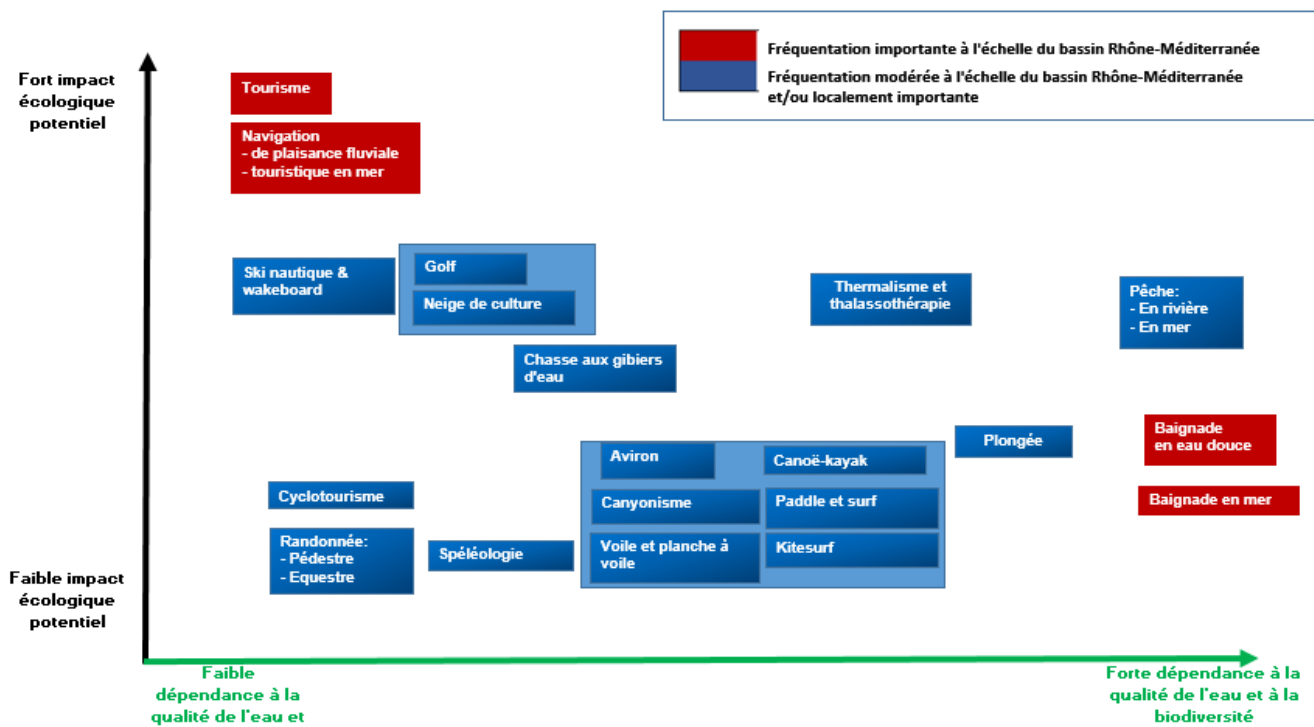 Fréquentation importante à l'échelle du bassin Rhône-Méditerranée
Fréquentation modérée à l'échelle du bassin Rhône-Méditerranée
et/ou localement importante
Fort impact
écologique
potentiel
Tourisme
Navigation
- de plaisance fluviale
- touristique en mer
Ski nautique &
wakeboard
Golf
Neige de culture
Thermalisme et
thalassothérapie
Pêche:
- En rivière
- En mer
Chasse aux gibiers
d'eau
Aviron
Canoë-kayak
Plongée
Baignade
en eau douce
Cyclotourisme
Canyonisme
Paddle et surf
Baignade en mer
Randonnée:
- Pédestre
- Equestre
Spéléologie
Voile et planche à
voile
Kitesurf
Faible impact
écologique
potentiel
Faible
dépendance à la
qualité de l'eau et
Forte dépendance à la
qualité de l'eau et à la
biodiversité